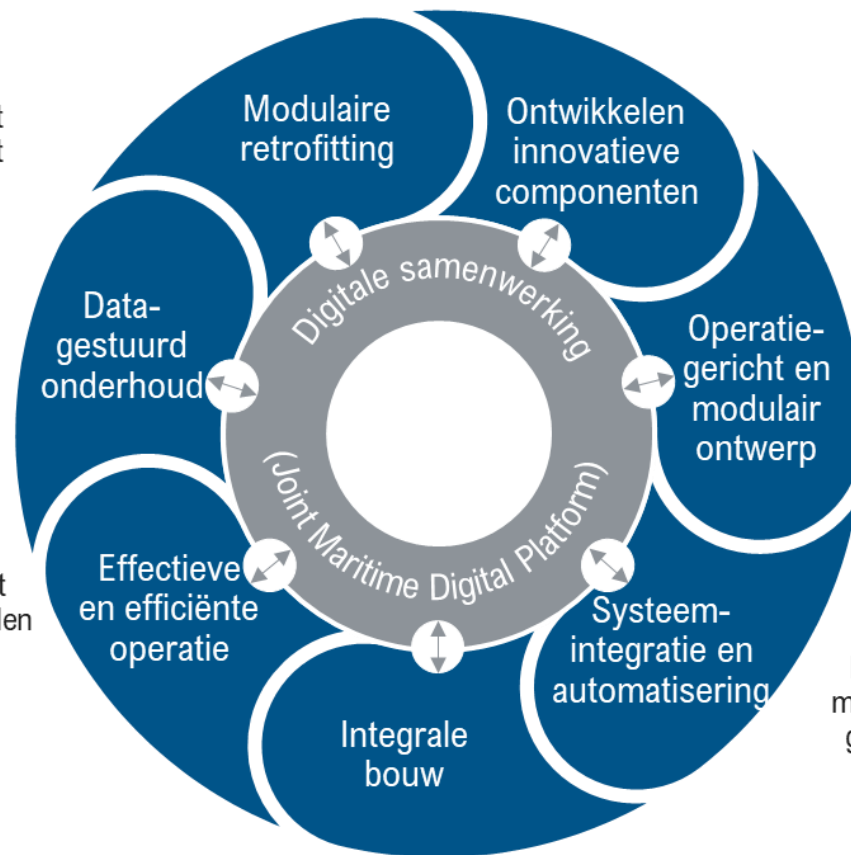 Modulaire
retrofitting
Ontwikkelen
innovatieve
componenten
Data-
gestuurd
onderhoud
Digitale samenwerking
(Joint Maritime Digital Platform)
Operatie-
gericht en
modulair
ontwerp
Effectieve
en efficiënte
operatie
Systeem-
integratie en
automatisering
Integrale
bouw